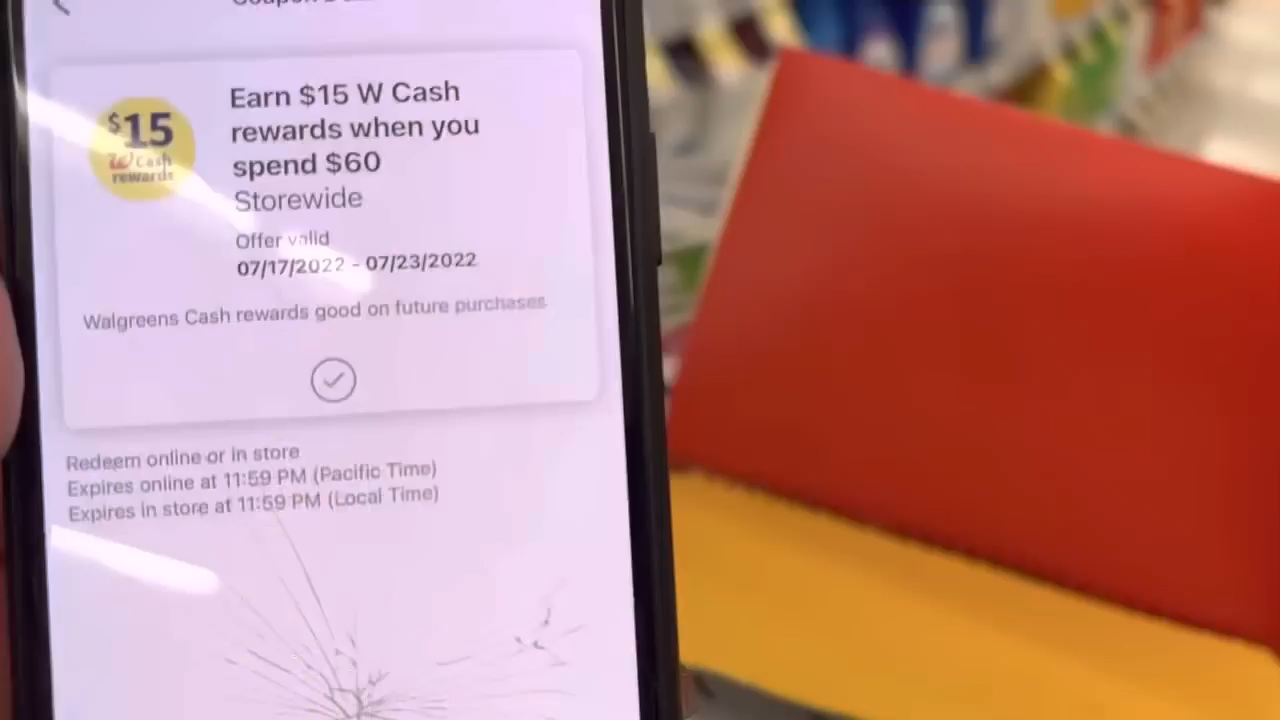 Earn $15 W Cash
rewards when you
spend $60
Storewide
$15
W Cash
rewards
Offer valid
07/17/2022 - 07/23/2022
Walgreens Cash rewards good on future purchases
Redeem online or in store
Expires online at 11:59 PM (Pacific Time)
Expires in store at 11:59 PM (Local Time)